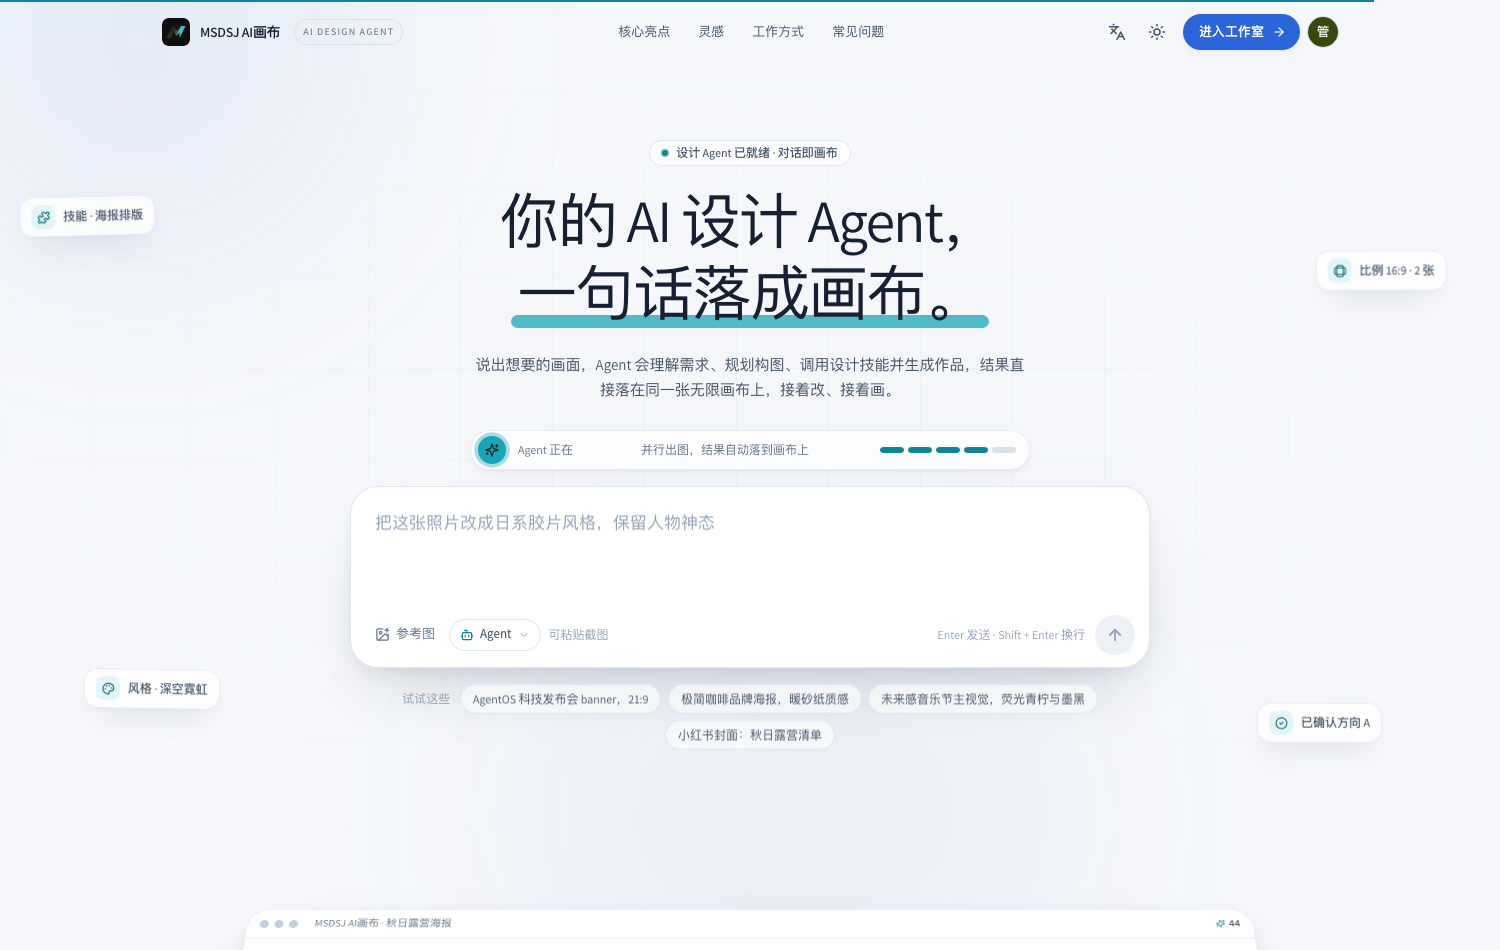 MSDSJ AI画布
AI DESIGN AGENT
核心亮点
灵感
工作方式
常见问题
进入工作室
管
设计 Agent 已就绪 · 对话即画布
技能 · 海报排版
你的 AI 设计 Agent,
比例 16:9 · 2 张
一句话落成画布。
说出想要的画面，Agent 会理解需求、规划构图、调用设计技能并生成作品，结果直
接落在同一张无限画布上，接着改、接着画。
Agent 正在
并行出图，结果自动落到画布上
把这张照片改成日系胶片风格，保留人物神态
参考图
Agent
可粘贴截图
Enter 发送 · Shift + Enter 换行
风格 · 深空霓虹
试试这些
AgentOS 科技发布会 banner，21:9
极简咖啡品牌海报，暖砂纸质感
未来感音乐节主视觉，荧光青柠与墨黑
已确认方向 A
小红书封面：秋日露营清单
MSDSJ AI画布 · 秋日露营海报
44